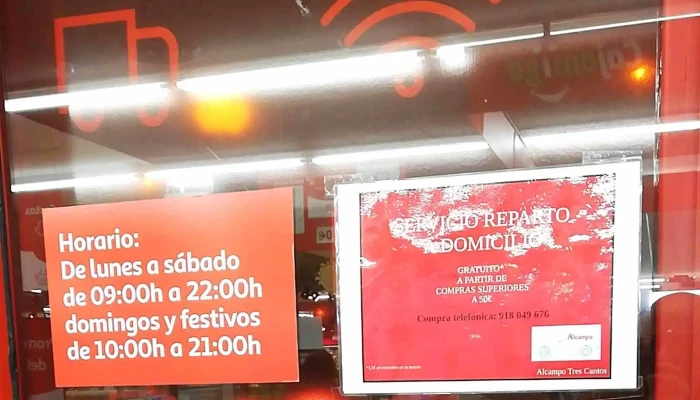 Horario:
De lunes a sábado
de 09:00h a 22:00h
domingos y festivos
de 10:00h a 21:00h
SERVICIO REPARTO
A DOMICILIO
GRATUITO*
A PARTIR DE
COMPRAS SUPERIORES
A 50€
Compra telefónica: 918 049 676
Alcampo
Alcampo Tres Cantos